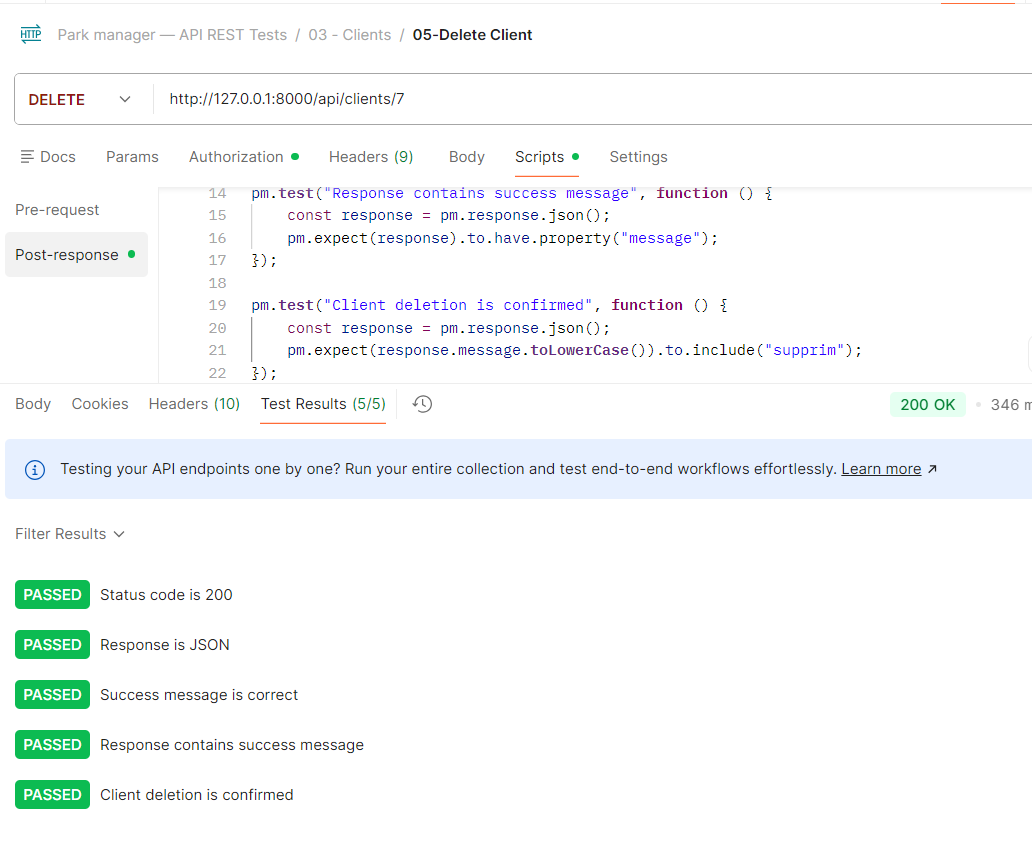 HTTP Park manager — API REST Tests / 03 - Clients / 05-Delete Client
DELETE http://127.0.0.1:8000/api/clients/7
Docs Params Authorization Headers (9) Body Scripts Settings
Pre-request
Post-response
14 pm.test("Response contains success message", function () {
15 const response = pm.response.json();
16 pm.expect(response).to.have.property("message");
17 });
18
19 pm.test("Client deletion is confirmed", function () {
20 const response = pm.response.json();
21 pm.expect(response.message.toLowerCase()).to.include("supprim");
22 });
Body Cookies Headers (10) Test Results (5/5) 200 OK • 346 m
Testing your API endpoints one by one? Run your entire collection and test end-to-end workflows effortlessly. Learn more ↗
Filter Results
PASSED Status code is 200
PASSED Response is JSON
PASSED Success message is correct
PASSED Response contains success message
PASSED Client deletion is confirmed